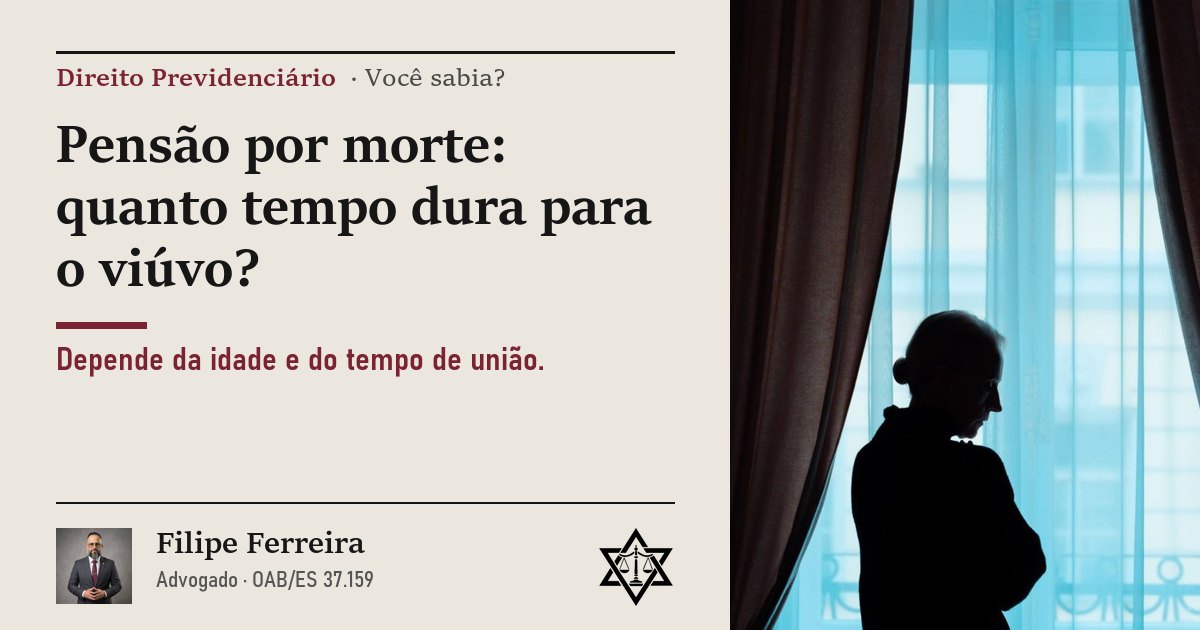 Direito Previdenciário · Você sabia?
Pensão por morte:
quanto tempo dura para
o viúvo?
Depende da idade e do tempo de união.
Filipe Ferreira
Advogado · OAB/ES 37.159